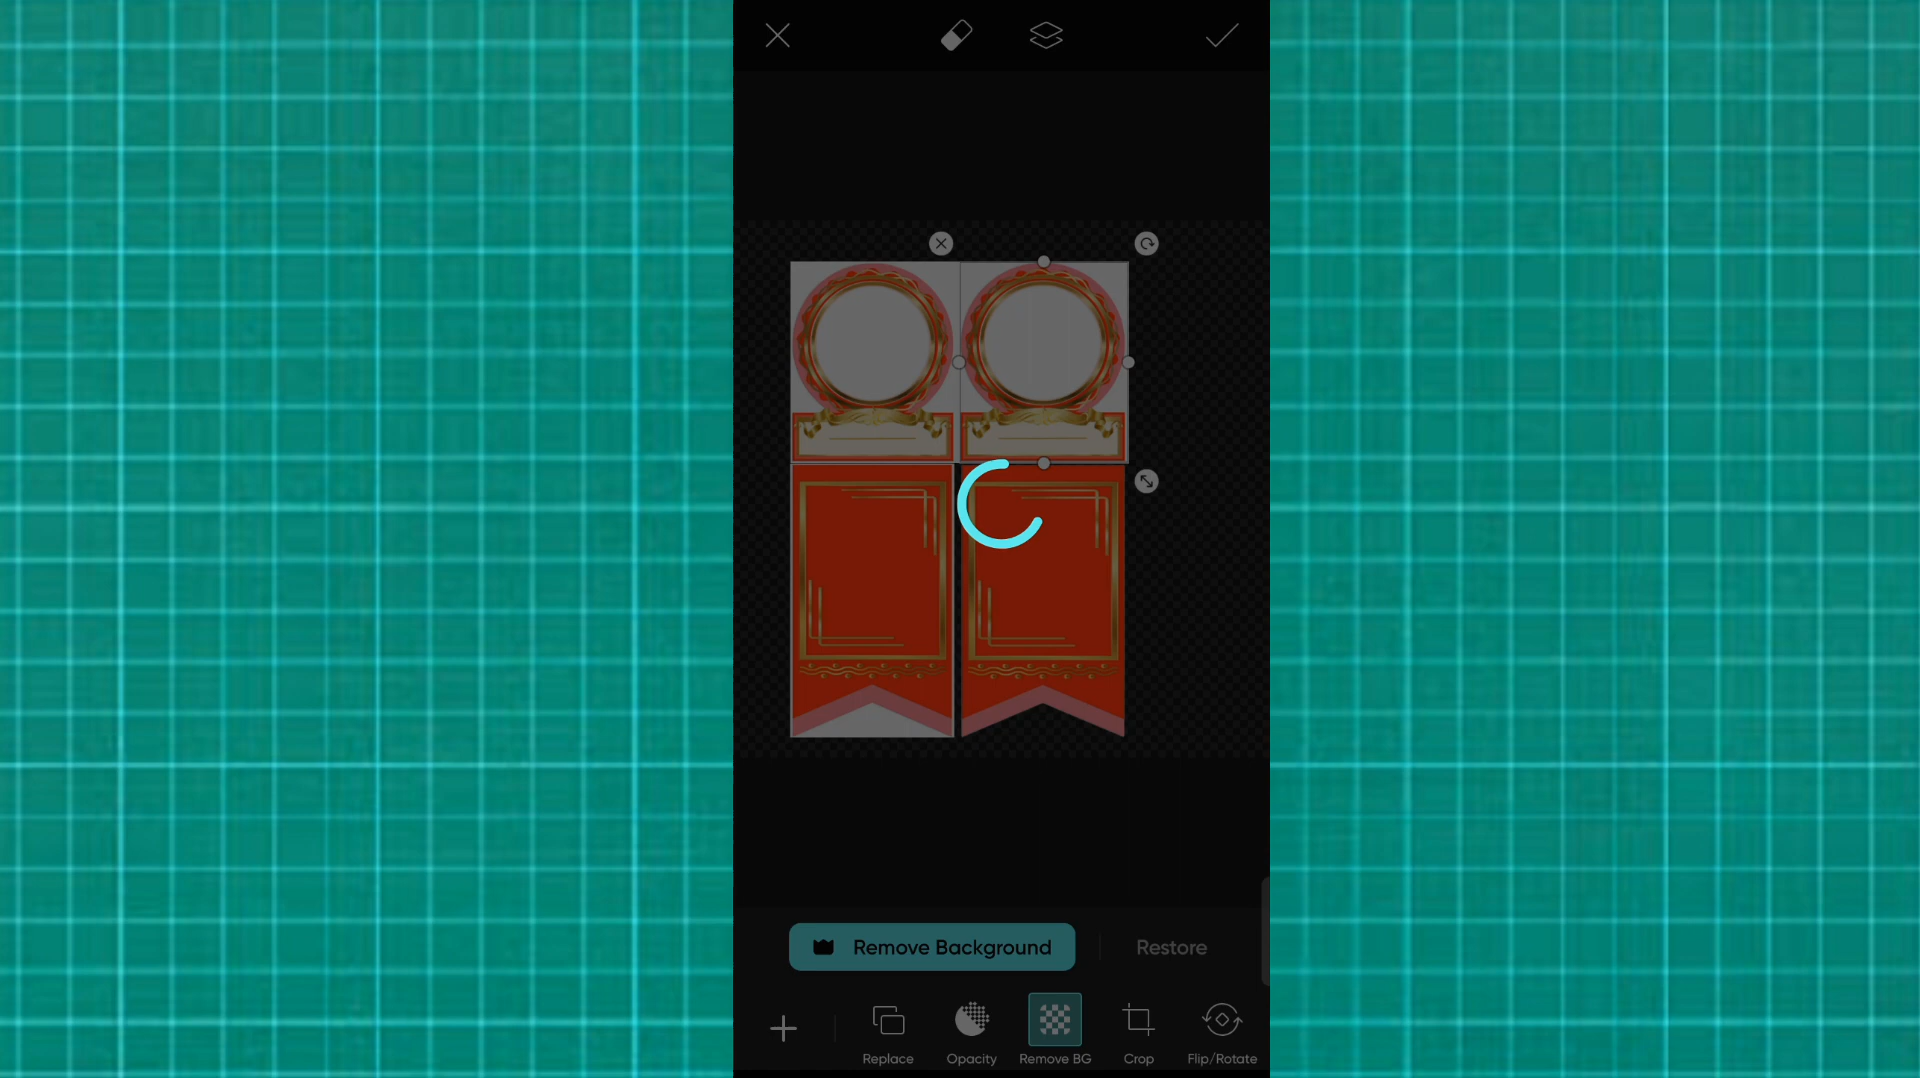 Remove Background
Restore
Replace
Opacity
Remove BG
Crop
Flip/Rotate